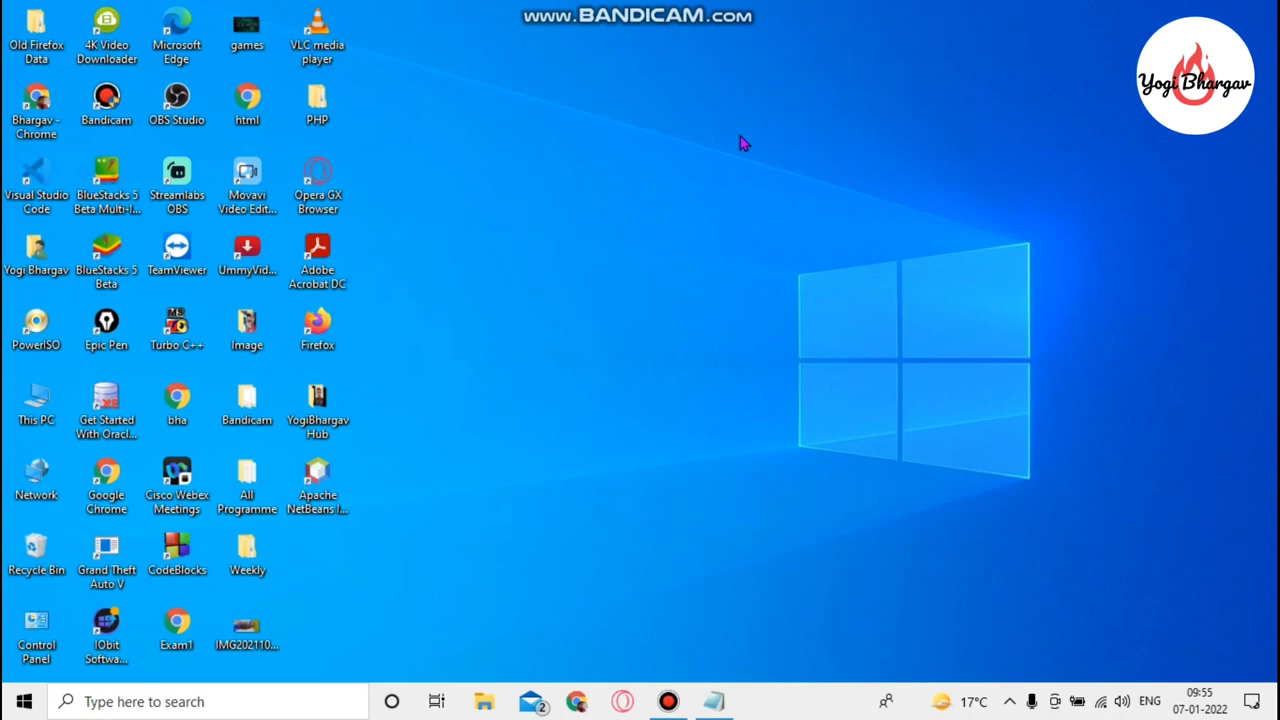 www.BANDICAM.com
Yogi Bhargav
Old Firefox
Data
4K Video
Downloader
Microsoft
Edge
games
VLC media
player
Bhargav -
Chrome
Bandicam
OBS Studio
html
PHP
Visual Studio
Code
BlueStacks 5
Beta Multi-I...
Streamlabs
OBS
Movavi
Video Edit...
Opera GX
Browser
Yogi Bhargav
BlueStacks 5
Beta
TeamViewer
UmmyVid...
Adobe
Acrobat DC
PowerISO
Epic Pen
Turbo C++
Image
Firefox
This PC
Get Started
With Oracl...
bha
Bandicam
YogiBhargav
Hub
Network
Google
Chrome
Cisco Webex
Meetings
All
Programme
Apache
NetBeans I...
Recycle Bin
Grand Theft
Auto V
CodeBlocks
Weekly
Control
Panel
IObit
Softwa...
Exam1
IMG202110...
Type here to search
2
17°C
ENG
09:55
07-01-2022